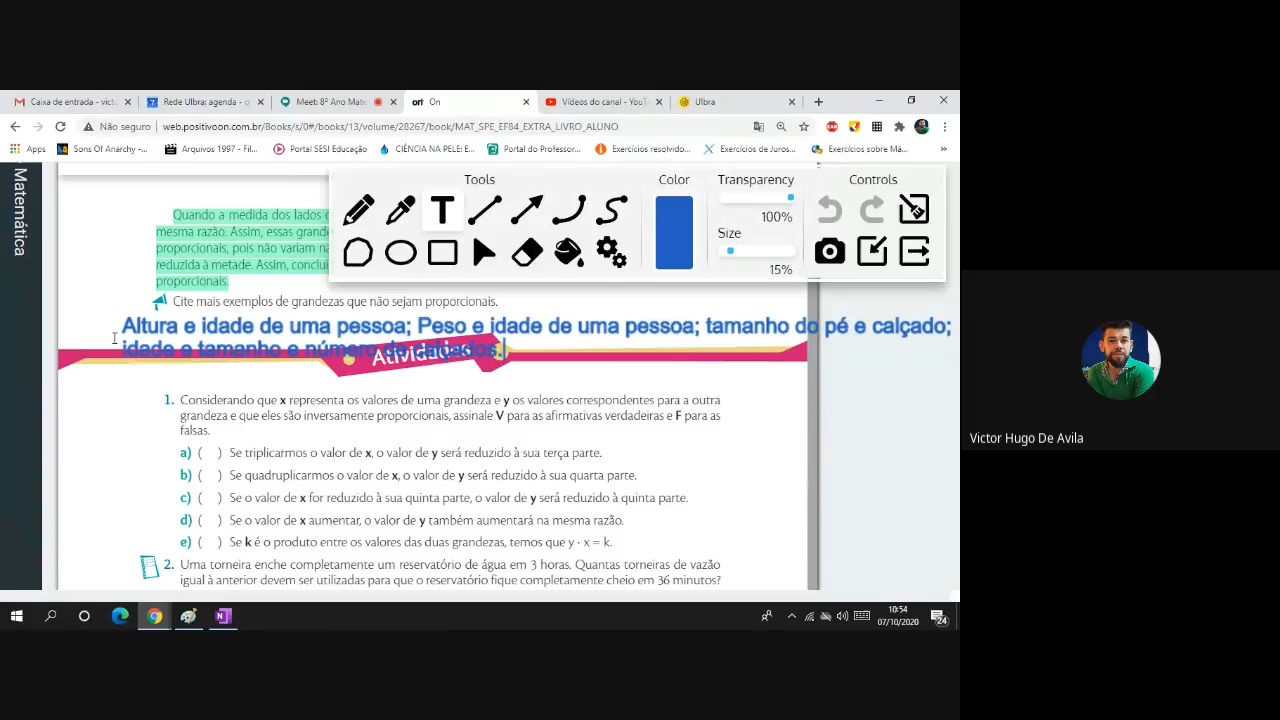 Caixa de entrada - vict
Rede Ulbra: agenda - q
Meet: 8º Ano Mate
On
Vídeos do canal - YouT
Ulbra
Não seguro
web.positivoon.com.br/Books/s/0#/books/13/volume/28267/book/MAT_SPE_EF84_EXTRA_LIVRO_ALUNO
Apps
Sons Of Anarchy -...
Arquivos 1997 - Fil...
Portal SESI Educação
CIÊNCIA NA PELE: E...
Portal do Professor...
Exercícios resolvido...
Exercícios de Juros...
Exercícios sobre Má...
Matemática
Tools
Color
Transparency
100%
Size
15%
Controls
T
Quando a medida dos lados
mesma razão. Assim, essas grand
proporcionais, pois não variam na
reduzida à metade. Assim, conclui
proporcionais.
Cite mais exemplos de grandezas que não sejam proporcionais.
Altura e idade de uma pessoa; Peso e idade de uma pessoa; tamanho do pé e calçado;
idade e tamanho e número de calçados.
Atividades
1. Considerando que x representa os valores de uma grandeza e y os valores correspondentes para a outra
grandeza e que eles são inversamente proporcionais, assinale V para as afirmativas verdadeiras e F para as
falsas.
a) ( ) Se triplicarmos o valor de x, o valor de y será reduzido à sua terça parte.
b) ( ) Se quadruplicarmos o valor de x, o valor de y será reduzido à sua quarta parte.
c) ( ) Se o valor de x for reduzido à sua quinta parte, o valor de y será reduzido à quinta parte.
d) ( ) Se o valor de x aumentar, o valor de y também aumentará na mesma razão.
e) ( ) Se k é o produto entre os valores das duas grandezas, temos que y · x = k.
2. Uma torneira enche completamente um reservatório de água em 3 horas. Quantas torneiras de vazão
igual à anterior devem ser utilizadas para que o reservatório fique completamente cheio em 36 minutos?
10:54
07/10/2020
24
Victor Hugo De Avila